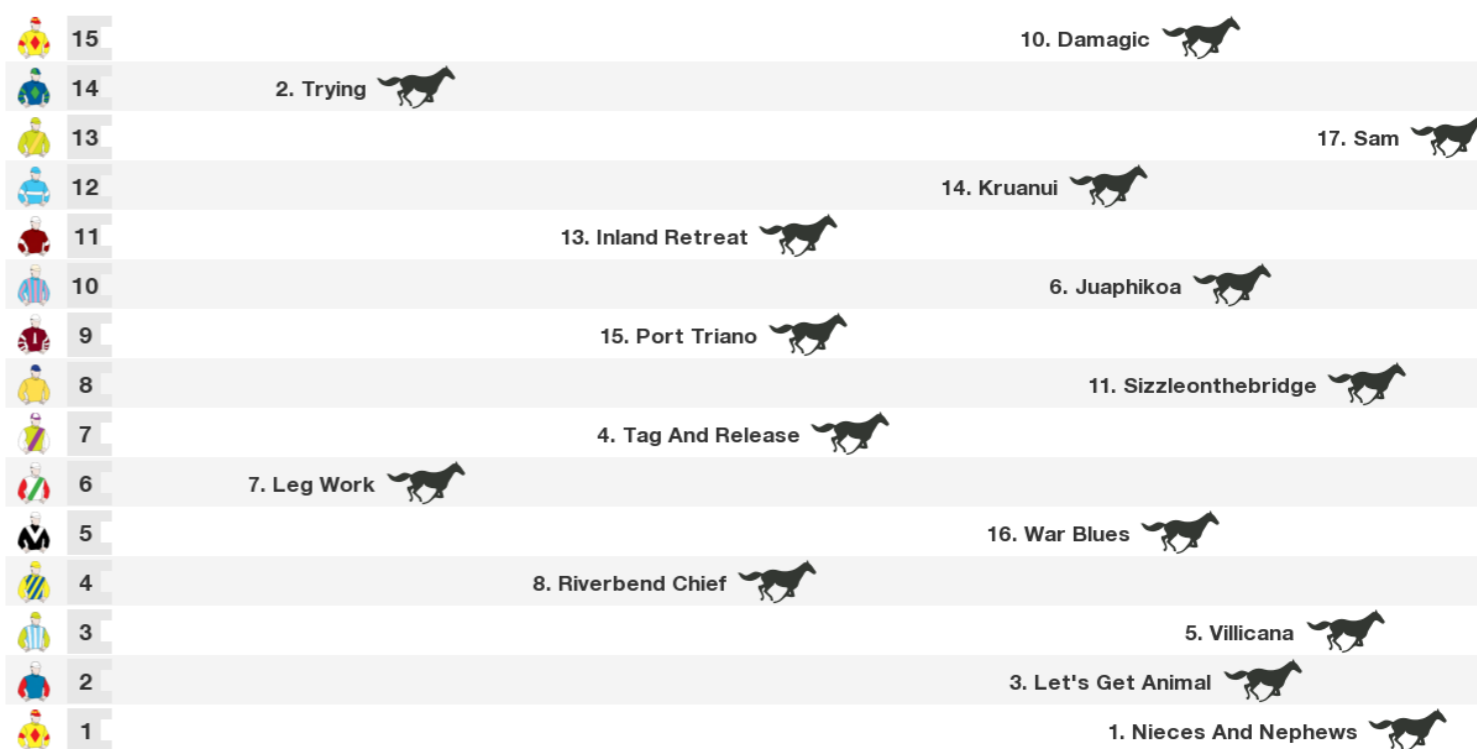 15 10. Damagic
14 2. Trying
13 17. Sam
12 14. Kruanui
11 13. Inland Retreat
10 6. Juaphikoa
9 15. Port Triano
8 11. Sizzleonthebridge
7 4. Tag And Release
6 7. Leg Work
5 16. War Blues
4 8. Riverbend Chief
3 5. Villicana
2 3. Let's Get Animal
1 1. Nieces And Nephews